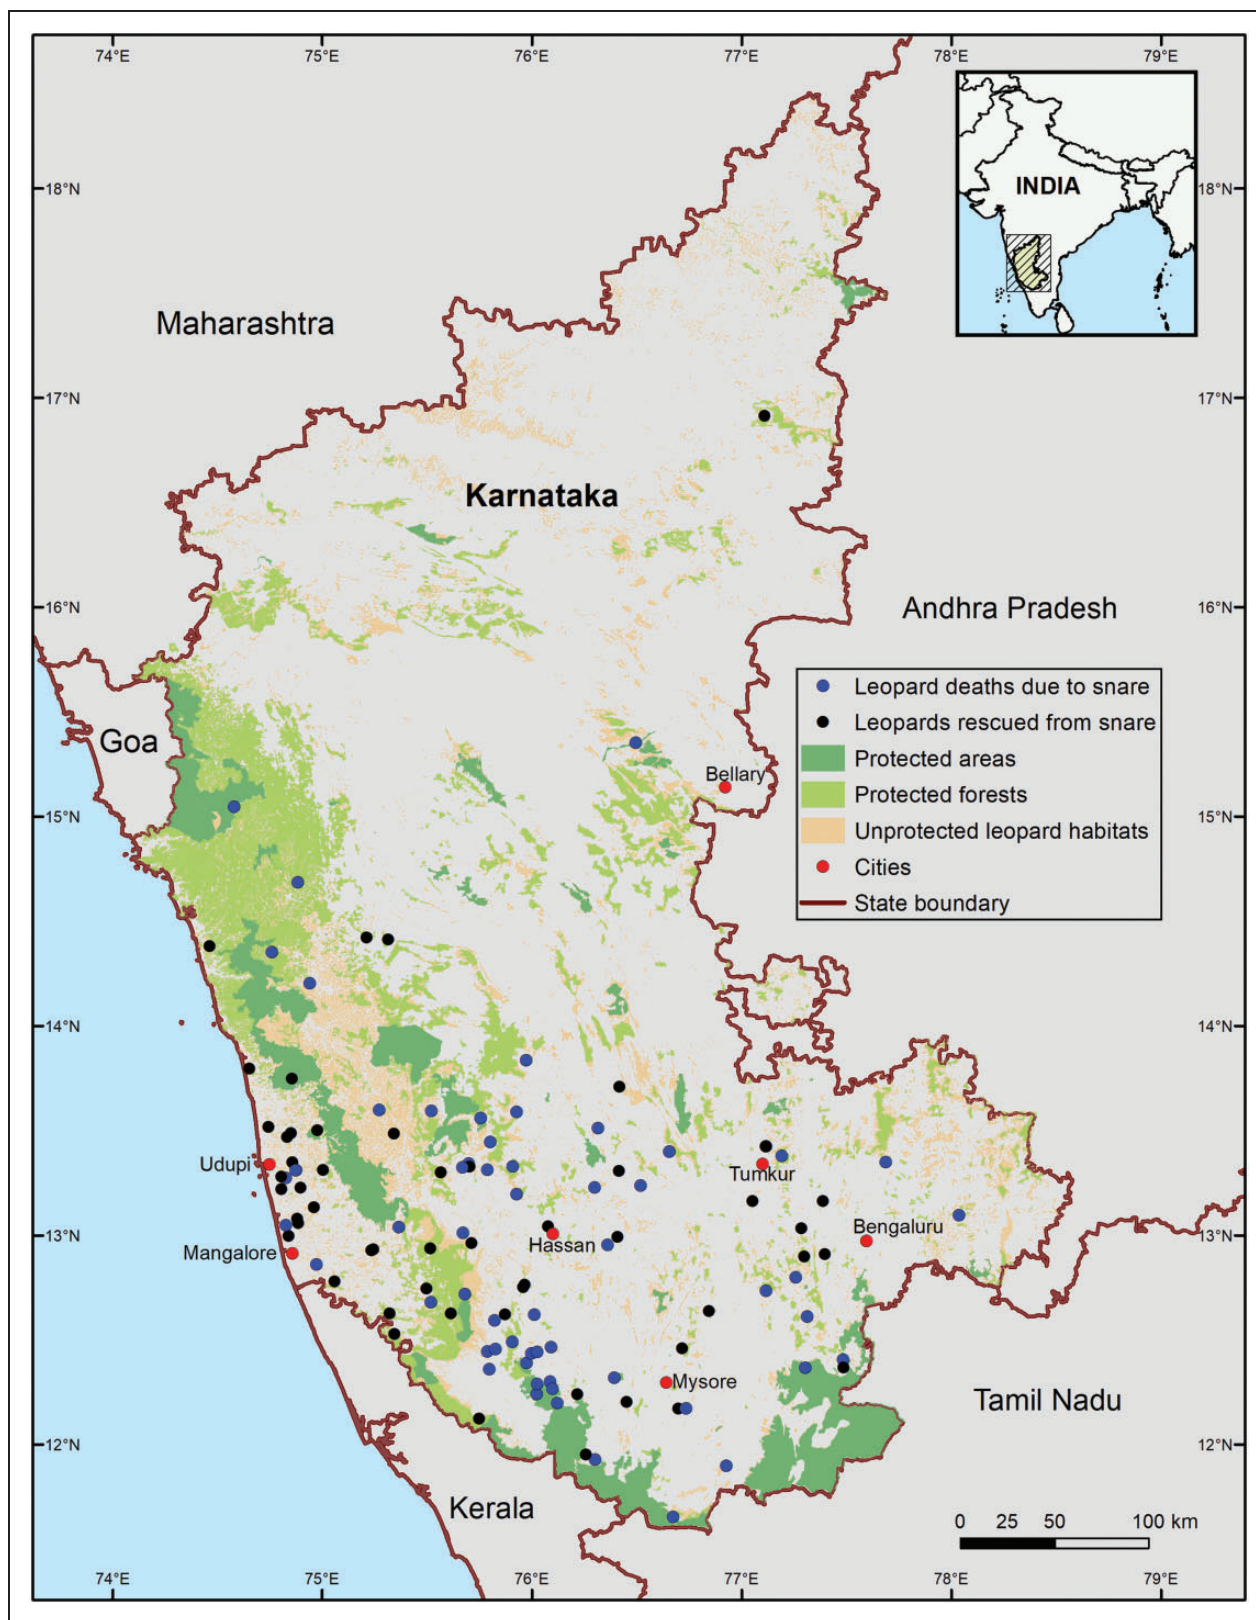 74°E 75°E 76°E 77°E 78°E 79°E
18°N 18°N
INDIA
Maharashtra
17°N 17°N
Karnataka
16°N 16°N
Andhra Pradesh
Leopard deaths due to snare
Leopards rescued from snare
Protected areas
Protected forests
Unprotected leopard habitats
Cities
State boundary
Goa
Bellary
15°N 15°N
14°N 14°N
Udupi
Tumkur
Bengaluru
13°N 13°N
Hassan
Mangalore
Mysore
Tamil Nadu
12°N 12°N
Kerala
0 25 50 100 km
74°E 75°E 76°E 77°E 78°E 79°E